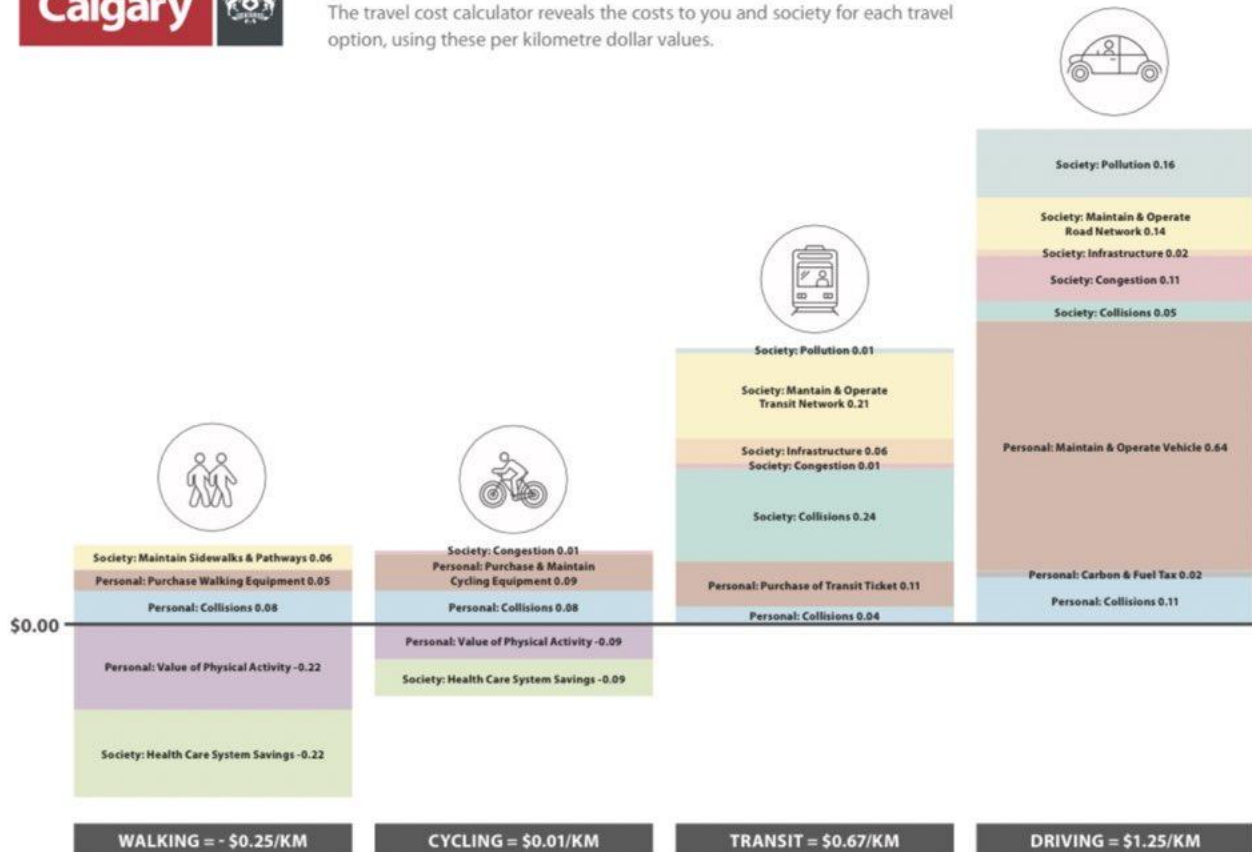 Calgary
The travel cost calculator reveals the costs to you and society for each travel
option, using these per kilometre dollar values.
Society: Pollution 0.16
Society: Maintain & Operate
Road Network 0.14
Society: Infrastructure 0.02
Society: Congestion 0.11
Society: Collisions 0.05
Personal: Maintain & Operate Vehicle 0.64
Personal: Carbon & Fuel Tax 0.02
Personal: Collisions 0.11
Society: Pollution 0.01
Society: Mantain & Operate
Transit Network 0.21
Society: Infrastructure 0.06
Society: Congestion 0.01
Society: Collisions 0.24
Personal: Purchase of Transit Ticket 0.11
Personal: Collisions 0.04
Society: Maintain Sidewalks & Pathways 0.06
Personal: Purchase Walking Equipment 0.05
Personal: Collisions 0.08
Society: Congestion 0.01
Personal: Purchase & Maintain
Cycling Equipment 0.09
Personal: Collisions 0.08
$0.00
Personal: Value of Physical Activity -0.22
Society: Health Care System Savings -0.22
Personal: Value of Physical Activity -0.09
Society: Health Care System Savings -0.09
WALKING = - $0.25/KM
CYCLING = $0.01/KM
TRANSIT = $0.67/KM
DRIVING = $1.25/KM